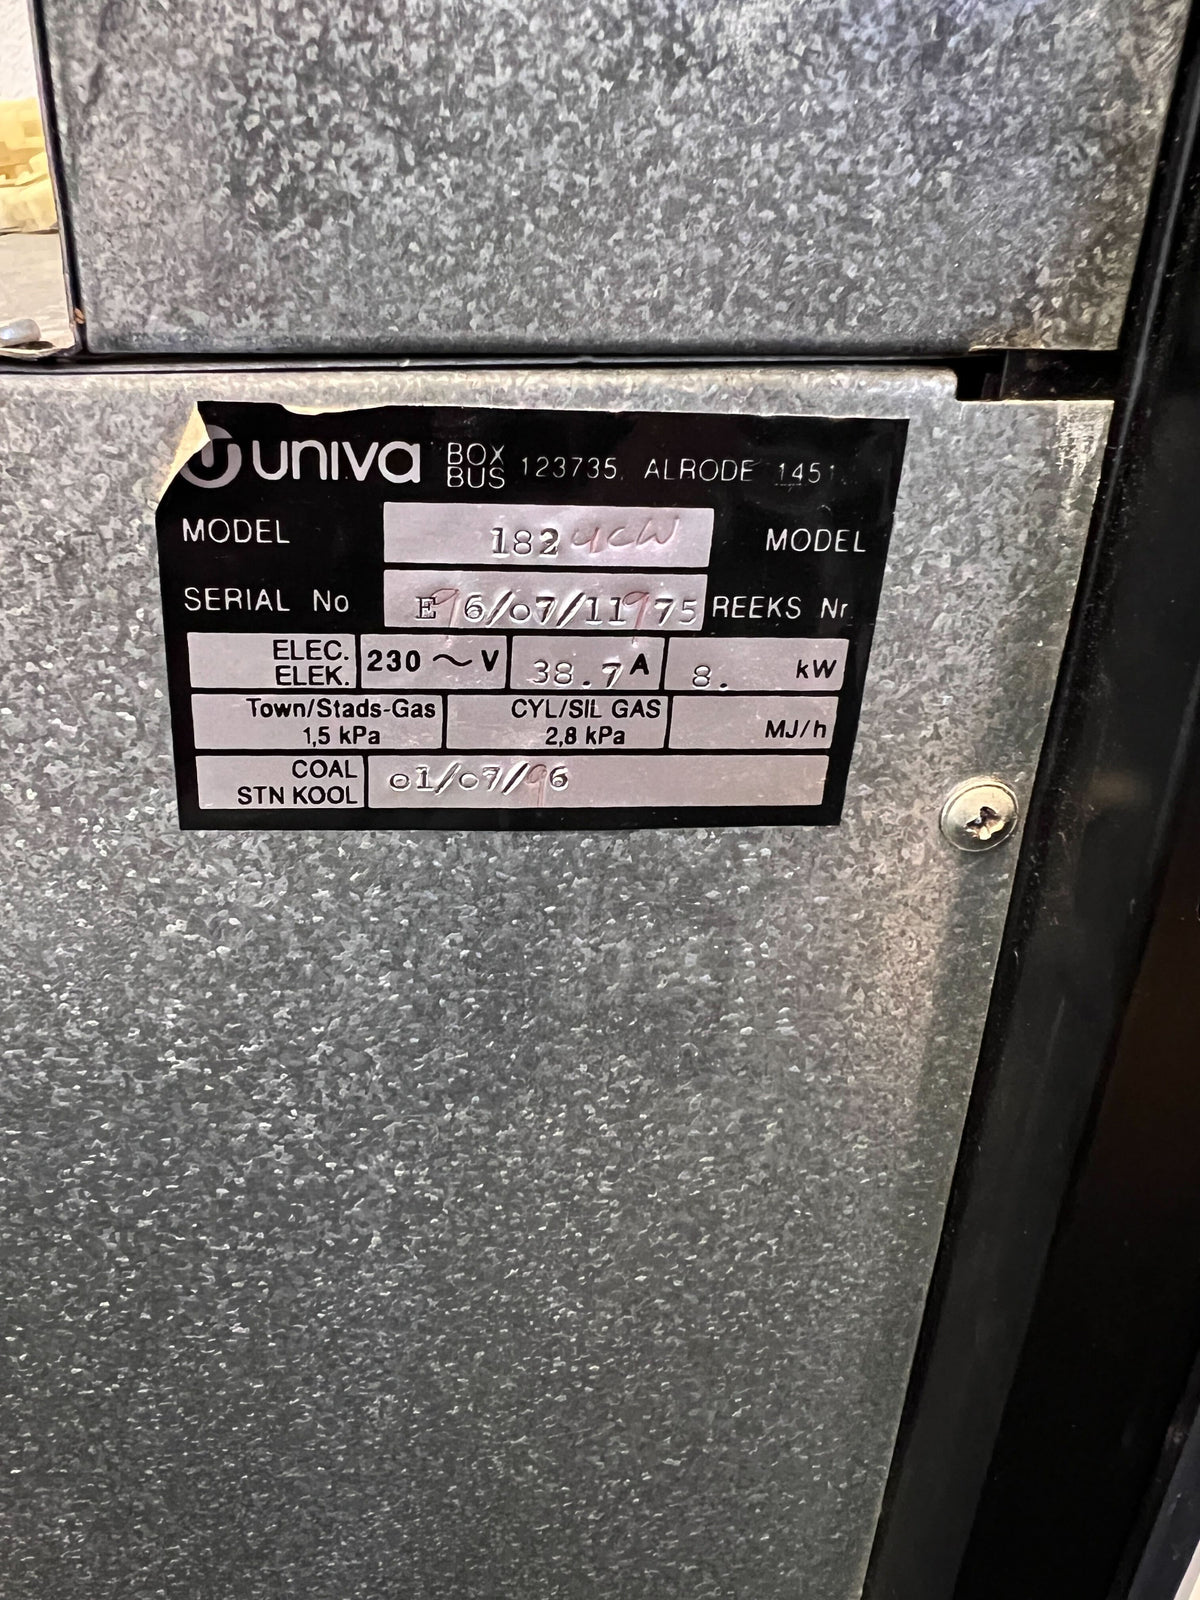 univa BOX BUS 123735, ALRODE 1451
MODEL 1824CW MODEL
SERIAL No E96/07/11975 REEKS Nr
ELEC. ELEK. 230 ~ V 38.7 A 8. kW
Town/Stads-Gas 1,5 kPa CYL/SIL GAS 2,8 kPa MJ/h
COAL STN KOOL 01/07/96